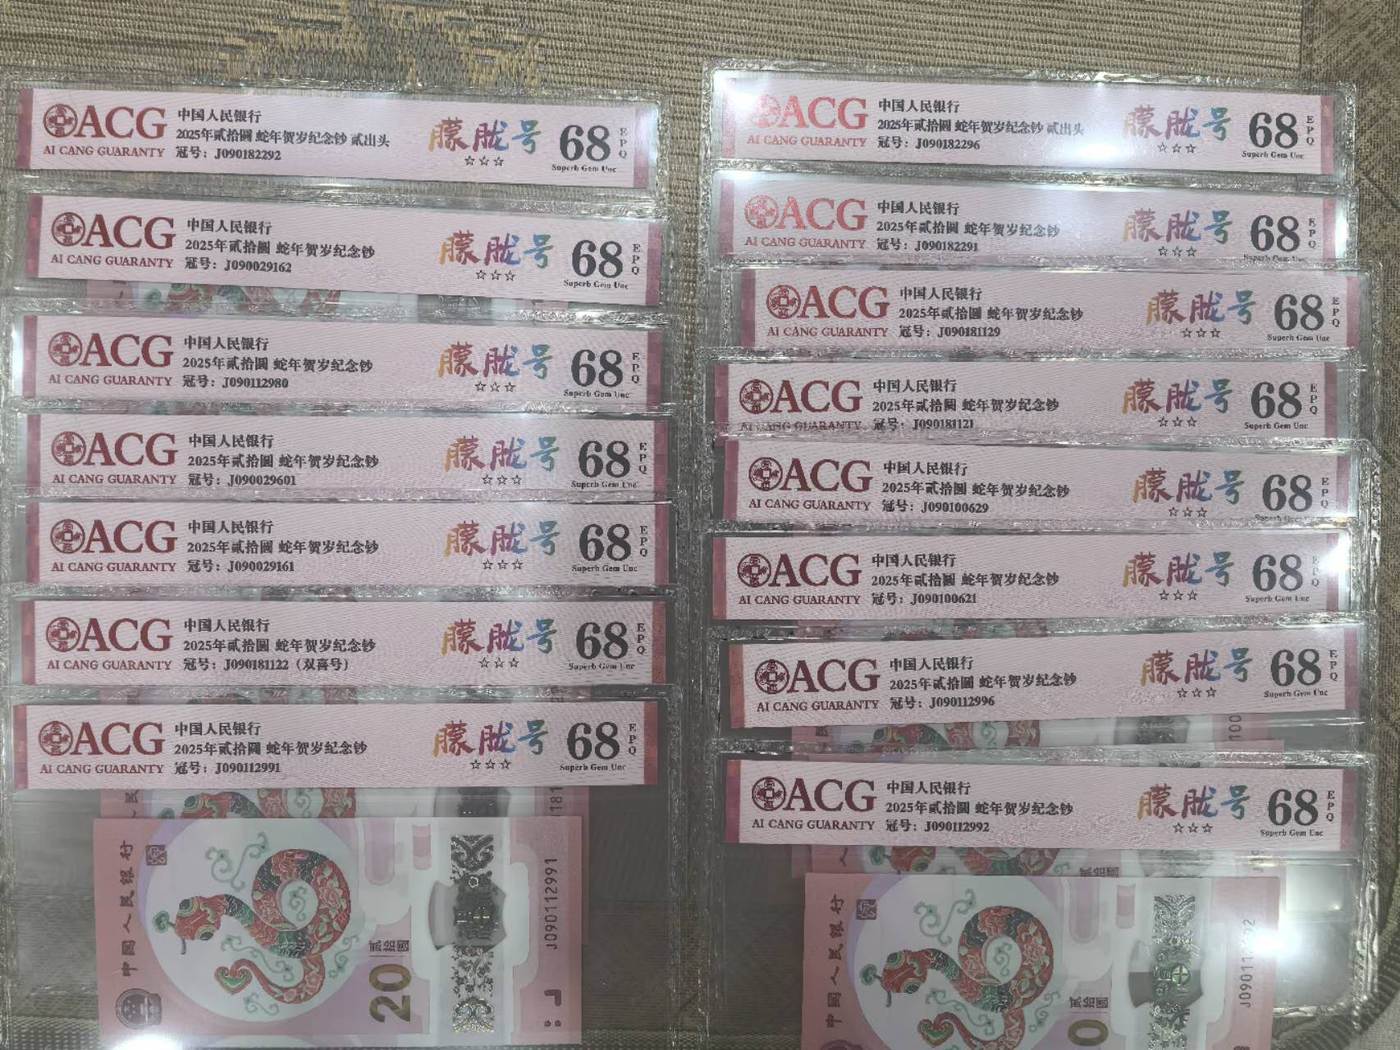 ACG
AI CANG GUARANTY
中国人民银行
2025年贰拾圆 蛇年贺岁纪念钞 贰出头
冠号：J090182292
朦胧号
☆☆☆
68
EPQ
Superb Gem Unc
ACG
AI CANG GUARANTY
中国人民银行
2025年贰拾圆 蛇年贺岁纪念钞
冠号：J090029162
朦胧号
☆☆☆
68
EPQ
Superb Gem Unc
ACG
AI CANG GUARANTY
中国人民银行
2025年贰拾圆 蛇年贺岁纪念钞
冠号：J090112980
朦胧号
☆☆☆
68
EPQ
Superb Gem Unc
ACG
AI CANG GUARANTY
中国人民银行
2025年贰拾圆 蛇年贺岁纪念钞
冠号：J090029601
朦胧号
☆☆☆
68
EPQ
Superb Gem Unc
ACG
AI CANG GUARANTY
中国人民银行
2025年贰拾圆 蛇年贺岁纪念钞
冠号：J090029161
朦胧号
☆☆☆
68
EPQ
Superb Gem Unc
ACG
AI CANG GUARANTY
中国人民银行
2025年贰拾圆 蛇年贺岁纪念钞
冠号：J090181122（双喜号）
朦胧号
☆☆☆
68
EPQ
Superb Gem Unc
ACG
AI CANG GUARANTY
中国人民银行
2025年贰拾圆 蛇年贺岁纪念钞
冠号：J090112991
朦胧号
☆☆☆
68
EPQ
Superb Gem Unc
中国人民银行
贰拾圆
20
J090112991
ACG
AI CANG GUARANTY
中国人民银行
2025年贰拾圆 蛇年贺岁纪念钞 贰出头
冠号：J090182296
朦胧号
☆☆☆
68
EPQ
Superb Gem Unc
ACG
AI CANG GUARANTY
中国人民银行
2025年贰拾圆 蛇年贺岁纪念钞
冠号：J090182291
朦胧号
☆☆☆
68
EPQ
Superb Gem Unc
ACG
AI CANG GUARANTY
中国人民银行
2025年贰拾圆 蛇年贺岁纪念钞
冠号：J090181129
朦胧号
☆☆☆
68
EPQ
Superb Gem Unc
ACG
AI CANG GUARANTY
中国人民银行
2025年贰拾圆 蛇年贺岁纪念钞
冠号：J090181121
朦胧号
☆☆☆
68
EPQ
Superb Gem Unc
ACG
AI CANG GUARANTY
中国人民银行
2025年贰拾圆 蛇年贺岁纪念钞
冠号：J090100629
朦胧号
☆☆☆
68
EPQ
ACG
AI CANG GUARANTY
中国人民银行
2025年贰拾圆 蛇年贺岁纪念钞
冠号：J090100621
朦胧号
☆☆☆
68
EPQ
Superb Gem Unc
ACG
AI CANG GUARANTY
中国人民银行
2025年贰拾圆 蛇年贺岁纪念钞
冠号：J090112996
朦胧号
☆☆☆
68
EPQ
Superb Gem Unc
ACG
AI CANG GUARANTY
中国人民银行
2025年贰拾圆 蛇年贺岁纪念钞
冠号：J090112992
朦胧号
☆☆☆
68
EPQ
Superb Gem Unc
中国人民银行
贰拾圆
0